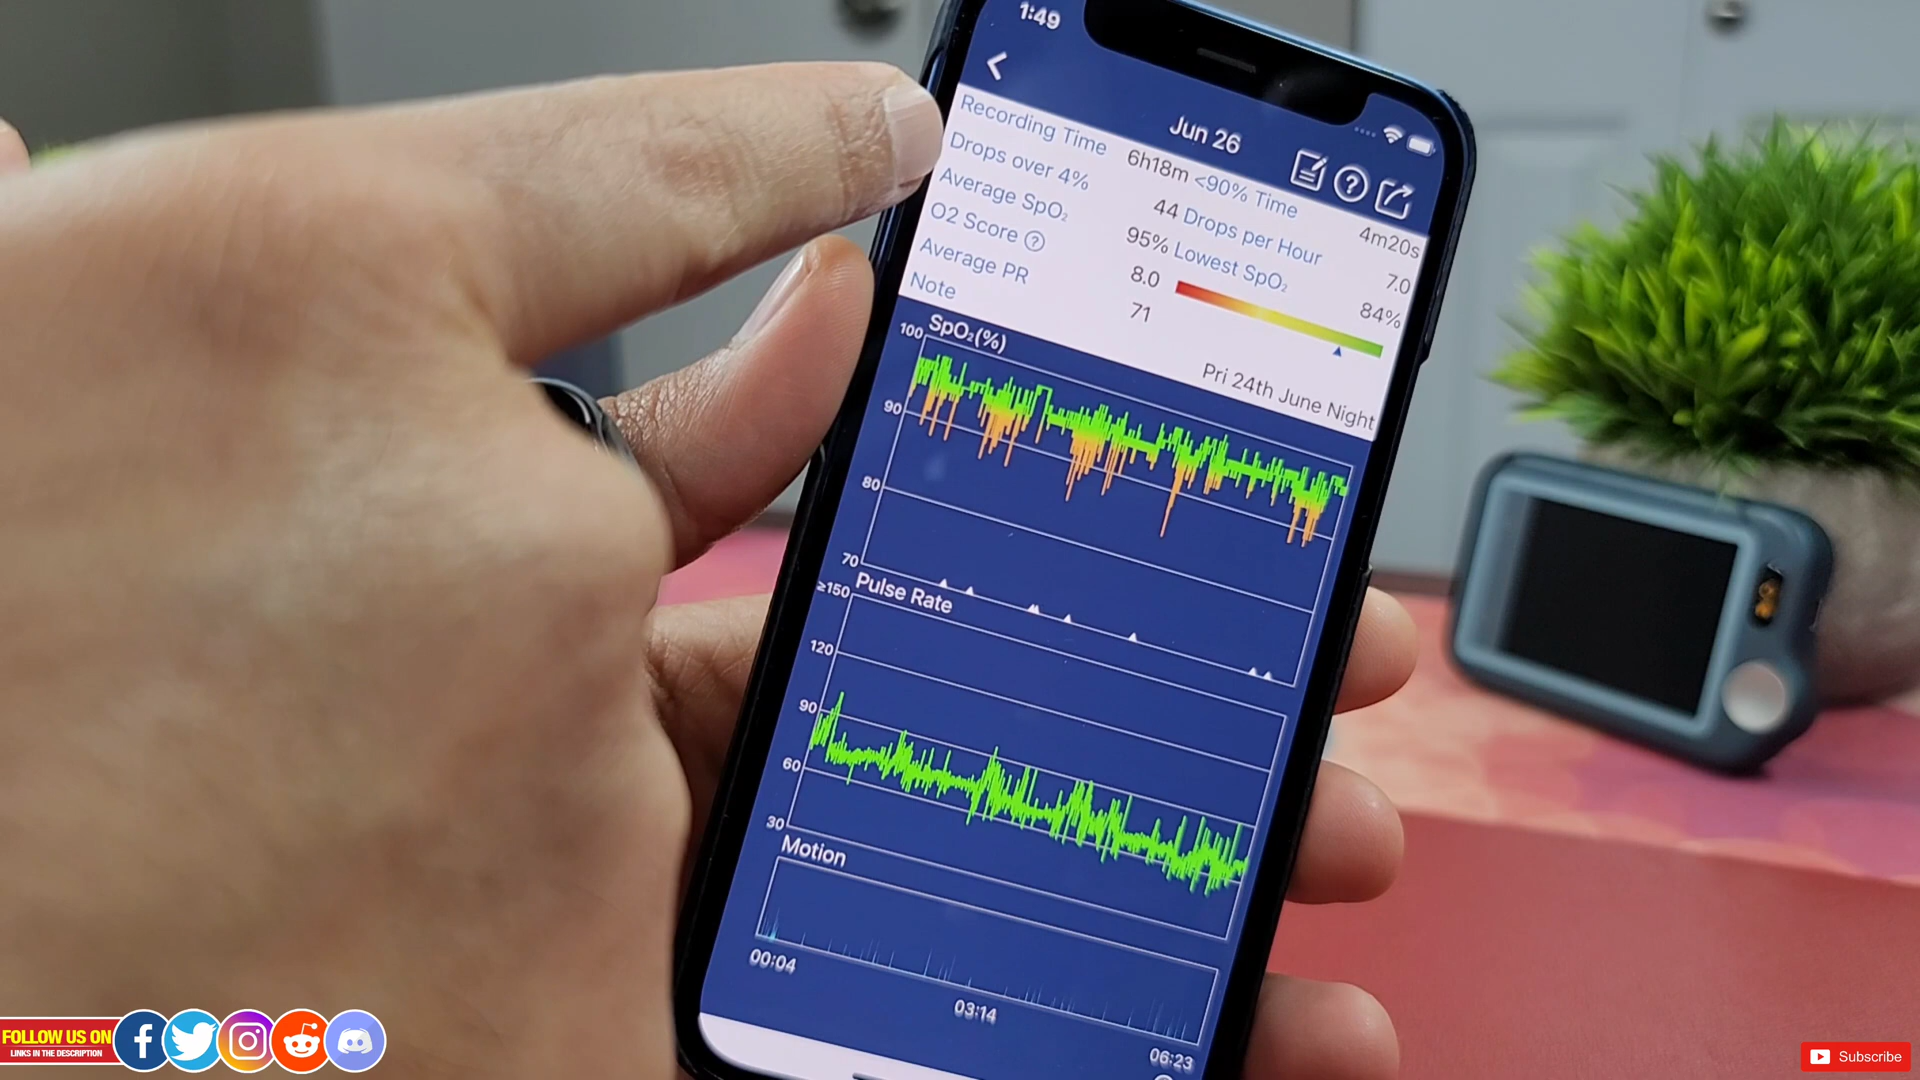 1:49
Jun 26
Recording Time 6h18m <90% Time 4m20s
Drops over 4% 44 Drops per Hour 7.0
Average SpO₂ 95% Lowest SpO₂ 84%
O2 Score ? 8.0
Average PR 71
Note Pri 24th June Night
SpO₂(%)
100
90
80
70
Pulse Rate
≥150
120
90
60
30
Motion
00:04 03:14 06:23
FOLLOW US ON
LINKS IN THE DESCRIPTION
Subscribe